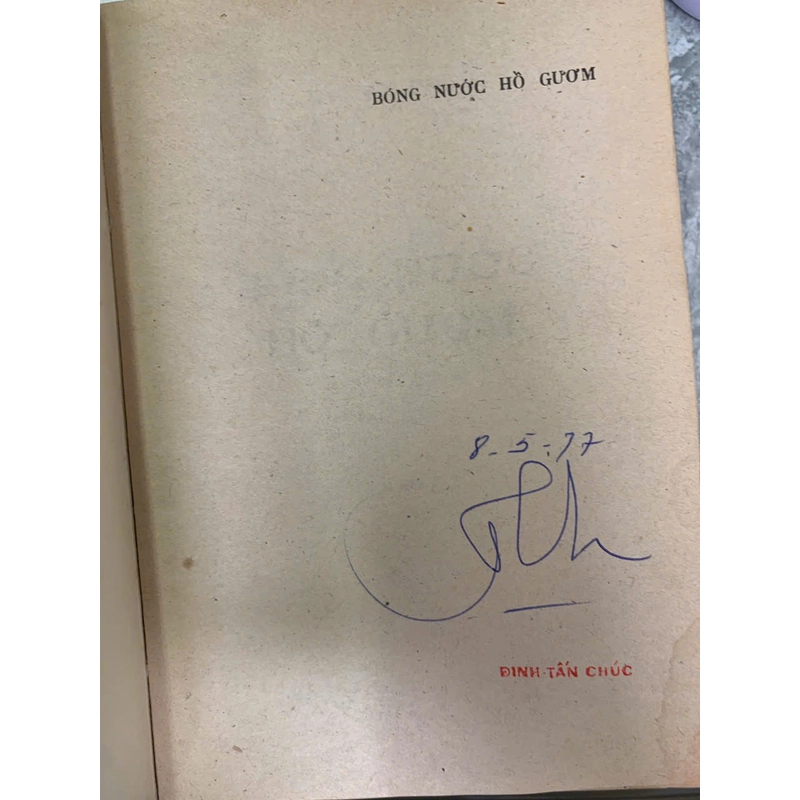 BÓNG NƯỚC HỒ GƯƠM
8-5-77
ĐINH TẤN CHÚC